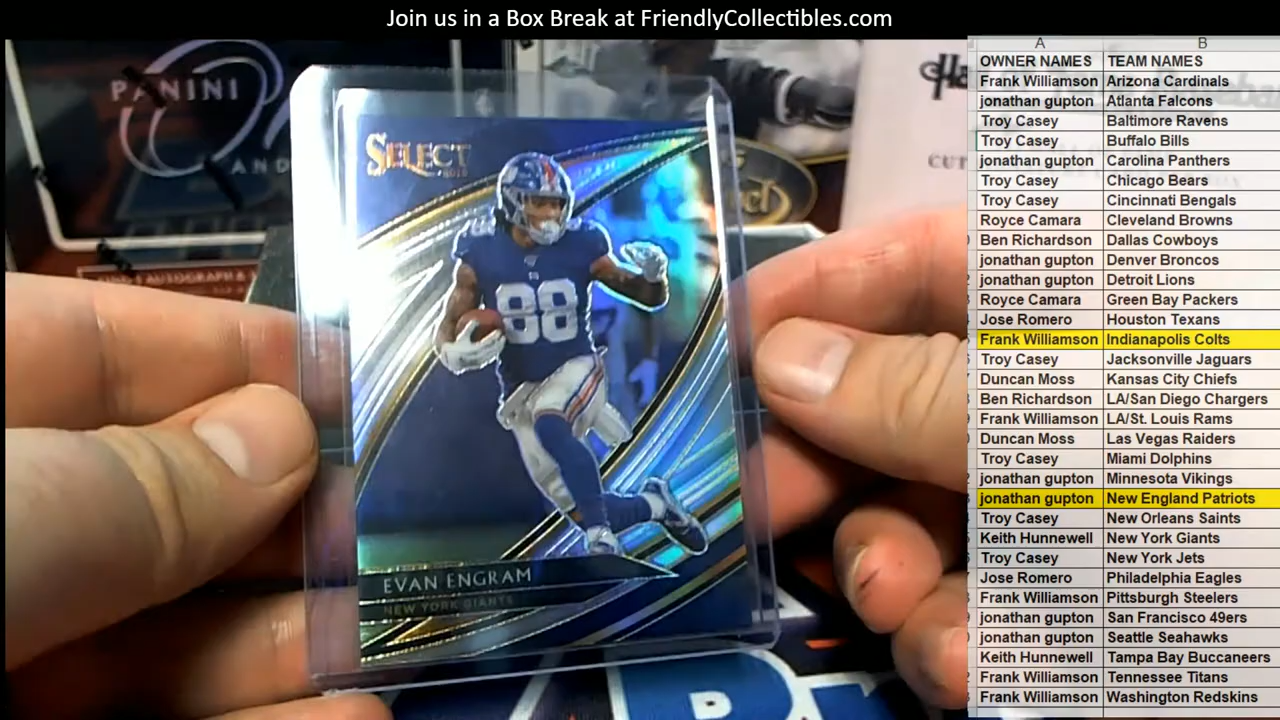 Join us in a Box Break at FriendlyCollectibles.com
PANINI
AND
SELECT
88
EVAN ENGRAM
NEW YORK GIANTS
A B
OWNER NAMES TEAM NAMES
Frank Williamson Arizona Cardinals
jonathan gupton Atlanta Falcons
Troy Casey Baltimore Ravens
Troy Casey Buffalo Bills
jonathan gupton Carolina Panthers
Troy Casey Chicago Bears
Troy Casey Cincinnati Bengals
Royce Camara Cleveland Browns
Ben Richardson Dallas Cowboys
jonathan gupton Denver Broncos
jonathan gupton Detroit Lions
Royce Camara Green Bay Packers
Jose Romero Houston Texans
Frank Williamson Indianapolis Colts
Troy Casey Jacksonville Jaguars
Duncan Moss Kansas City Chiefs
Ben Richardson LA/San Diego Chargers
Frank Williamson LA/St. Louis Rams
Duncan Moss Las Vegas Raiders
Troy Casey Miami Dolphins
jonathan gupton Minnesota Vikings
jonathan gupton New England Patriots
Troy Casey New Orleans Saints
Keith Hunnewell New York Giants
Troy Casey New York Jets
Jose Romero Philadelphia Eagles
Frank Williamson Pittsburgh Steelers
jonathan gupton San Francisco 49ers
jonathan gupton Seattle Seahawks
Keith Hunnewell Tampa Bay Buccaneers
Frank Williamson Tennessee Titans
Frank Williamson Washington Redskins